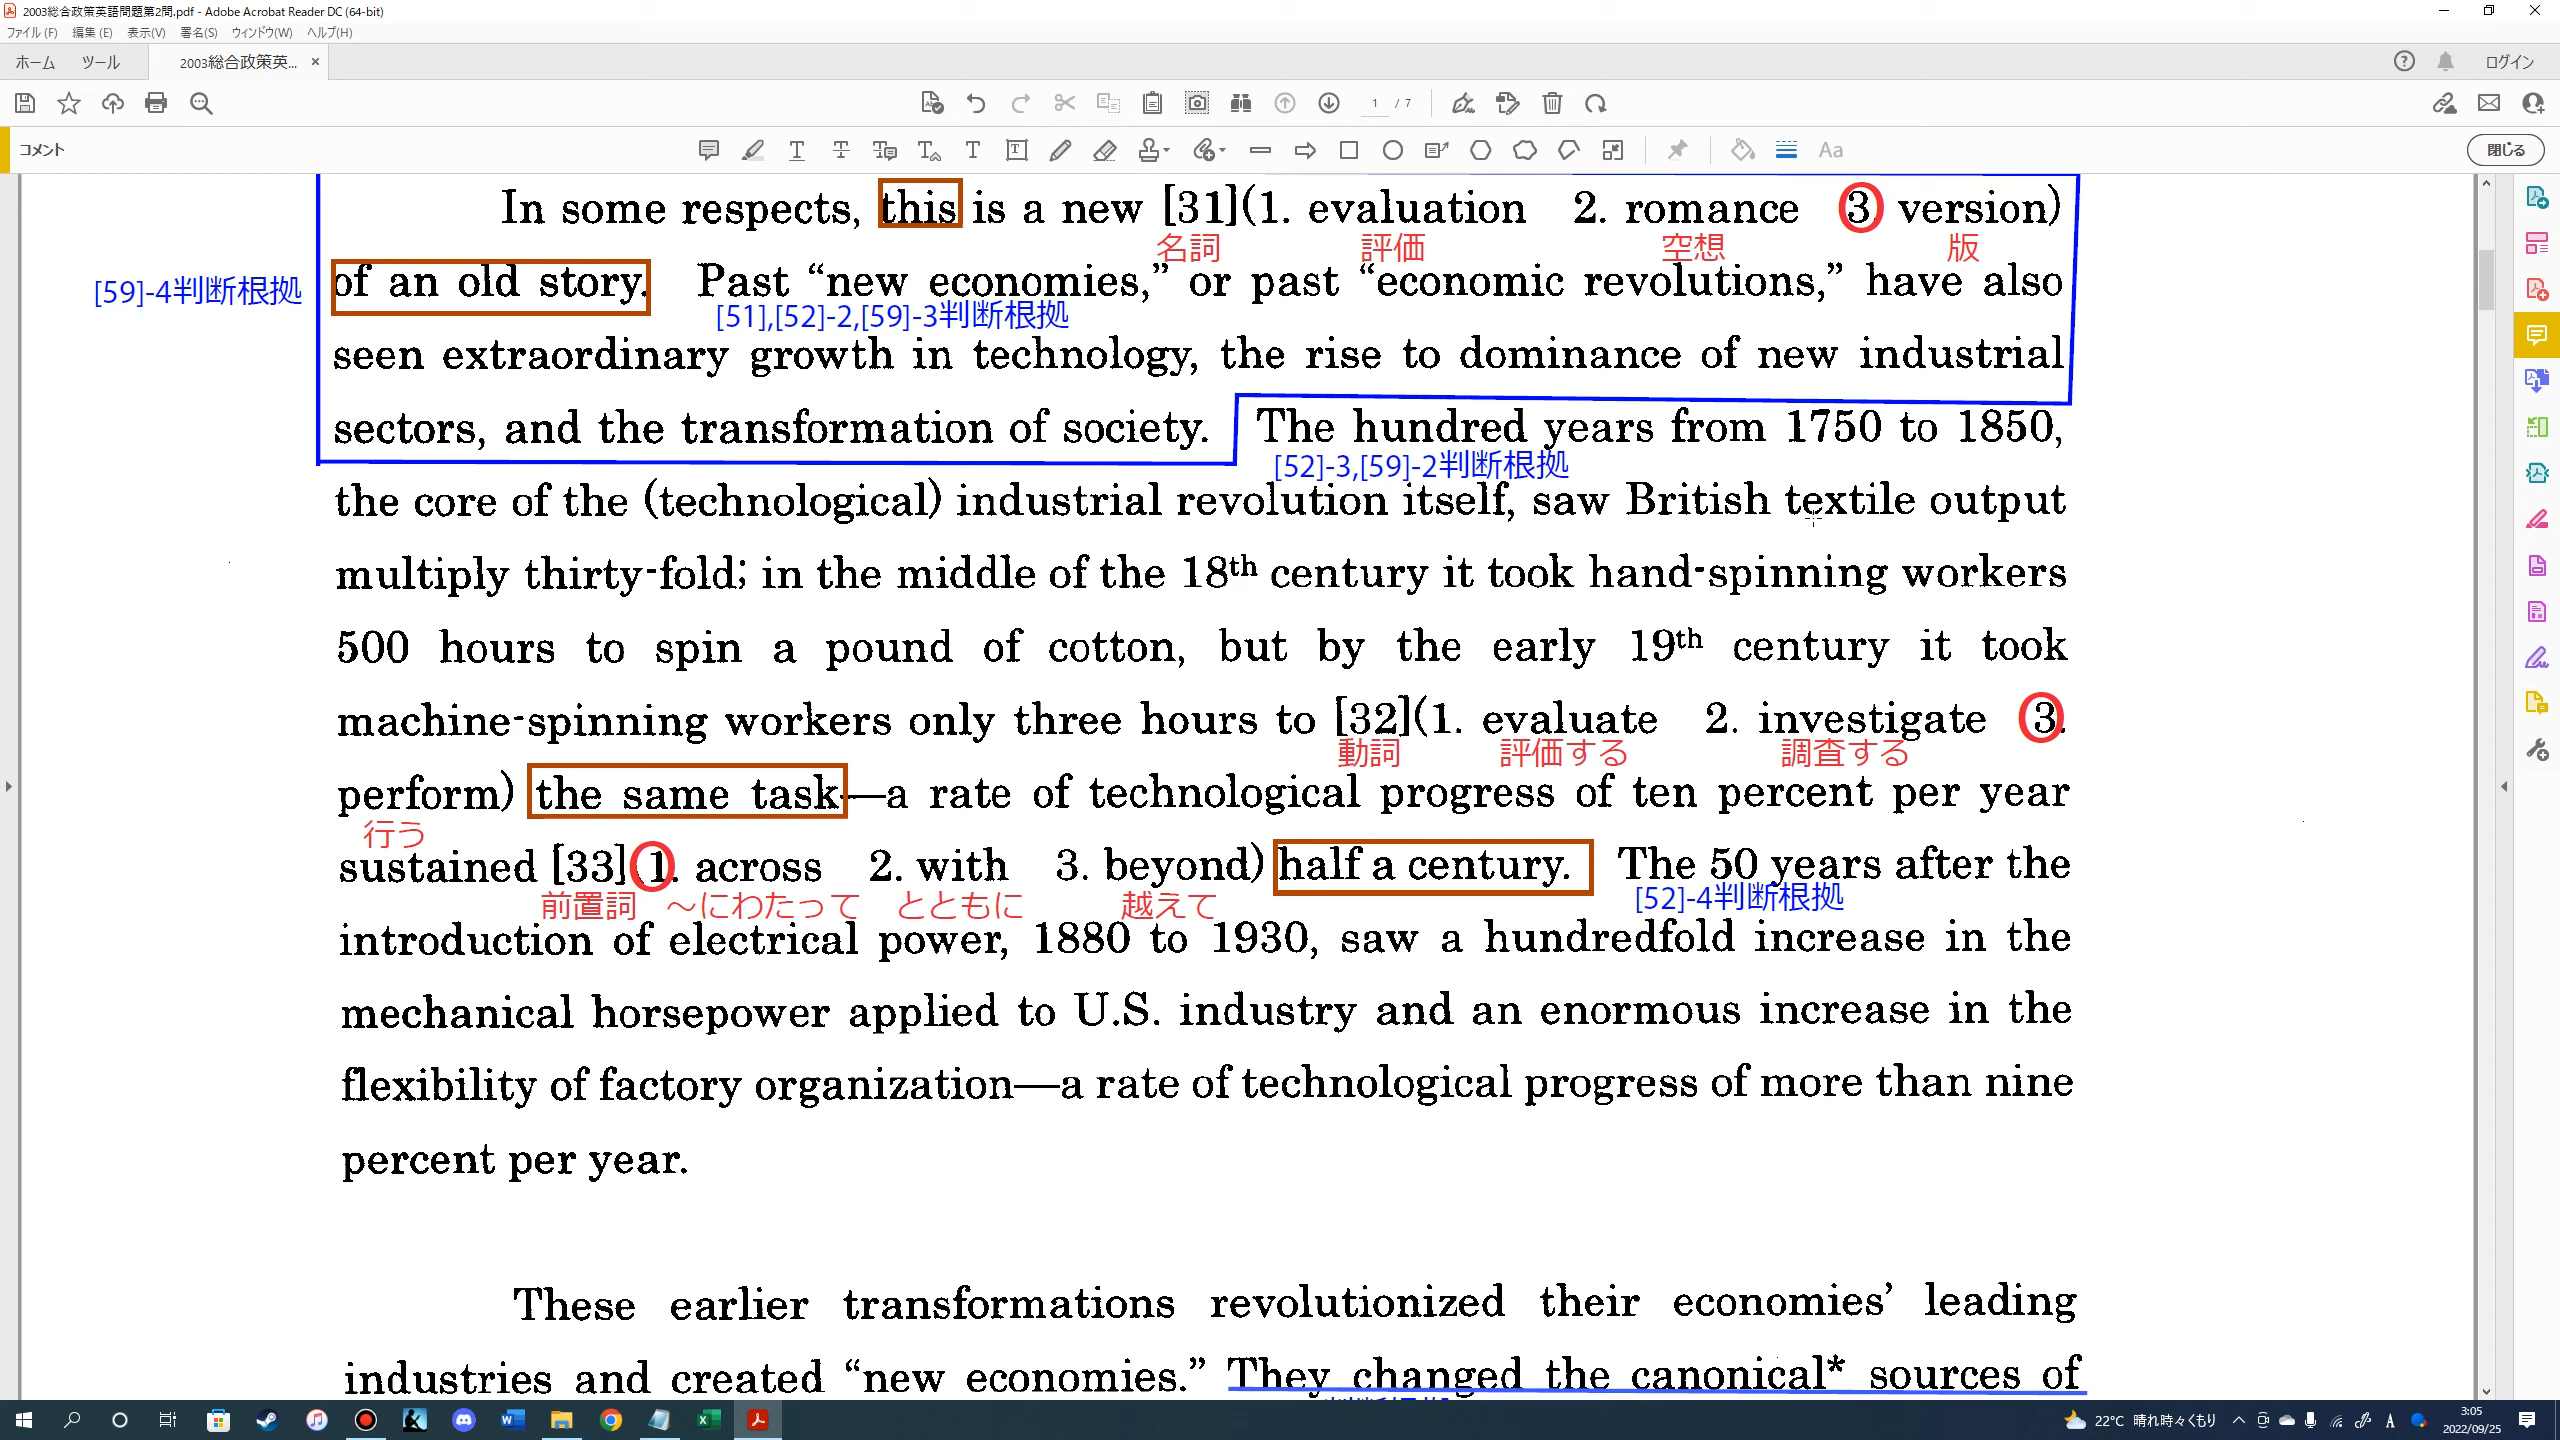 2003総合政策英語問題第2問.pdf - Adobe Acrobat Reader DC (64-bit)
ファイル(F) 編集(E) 表示(V) 署名(S) ウィンドウ(W) ヘルプ(H)
ホーム ツール 2003総合政策英... × ログイン
1 / 7
コメント Aa 閉じる
In some respects, this is a new [31](1. evaluation 2. romance 3 version)
名詞 評価 空想 版
[59]-4判断根拠
of an old story. Past “new economies,” or past “economic revolutions,” have also
[51],[52]-2,[59]-3判断根拠
seen extraordinary growth in technology, the rise to dominance of new industrial
sectors, and the transformation of society. The hundred years from 1750 to 1850,
[52]-3,[59]-2判断根拠
the core of the (technological) industrial revolution itself, saw British textile output
multiply thirty-fold; in the middle of the 18th century it took hand-spinning workers
500 hours to spin a pound of cotton, but by the early 19th century it took
machine-spinning workers only three hours to [32](1. evaluate 2. investigate 3.
動詞 評価する 調査する
perform) the same task—a rate of technological progress of ten percent per year
行う
sustained [33](1. across 2. with 3. beyond) half a century. The 50 years after the
前置詞 ～にわたって とともに 越えて [52]-4判断根拠
introduction of electrical power, 1880 to 1930, saw a hundredfold increase in the
mechanical horsepower applied to U.S. industry and an enormous increase in the
flexibility of factory organization—a rate of technological progress of more than nine
percent per year.
These earlier transformations revolutionized their economies’ leading
industries and created “new economies.” They changed the canonical* sources of
22°C 晴れ時々くもり A 3:05
2022/09/25